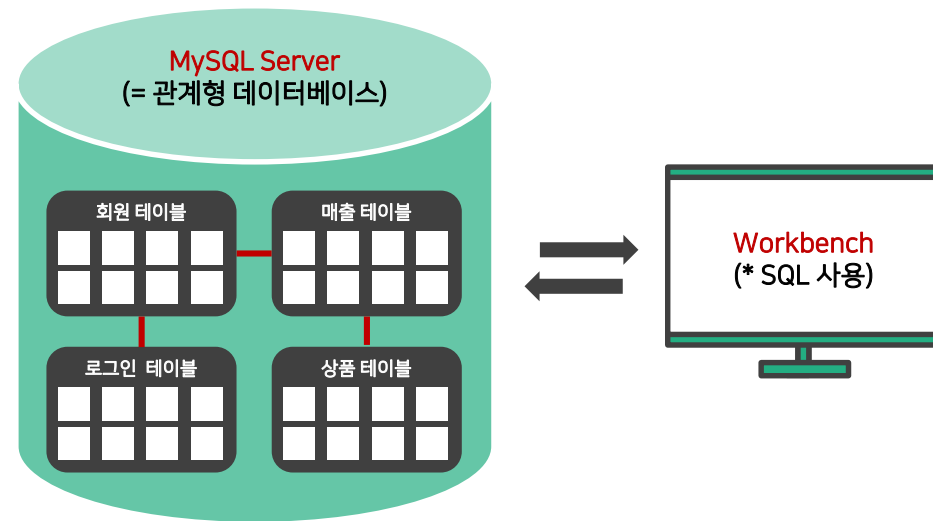 MySQL Server
(= 관계형 데이터베이스)
회원 테이블
매출 테이블
로그인 테이블
상품 테이블
Workbench
(* SQL 사용)